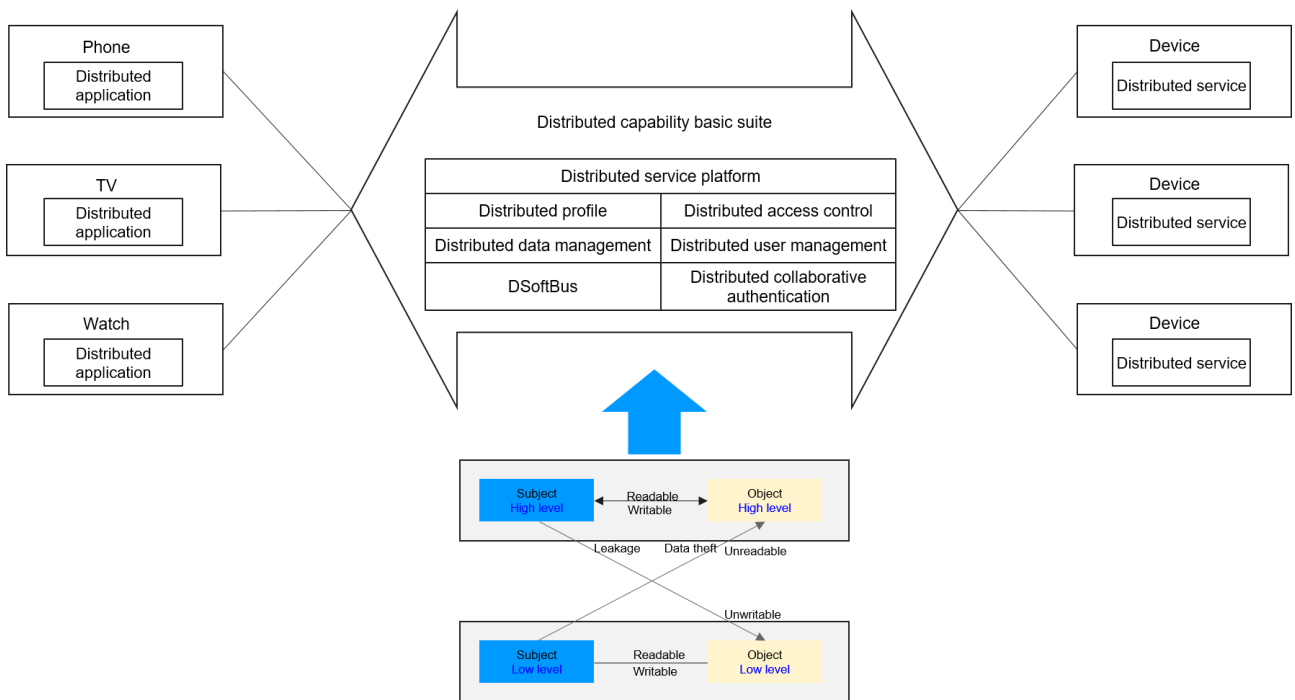 Phone
Distributed
application
TV
Distributed
application
Watch
Distributed
application
Distributed capability basic suite
Distributed service platform
Distributed profile
Distributed access control
Distributed data management
Distributed user management
DSoftBus
Distributed collaborative
authentication
Device
Distributed service
Device
Distributed service
Device
Distributed service
Subject
High level
Readable
Writable
Object
High level
Leakage
Data theft
Unreadable
Unwritable
Subject
Low level
Readable
Writable
Object
Low level